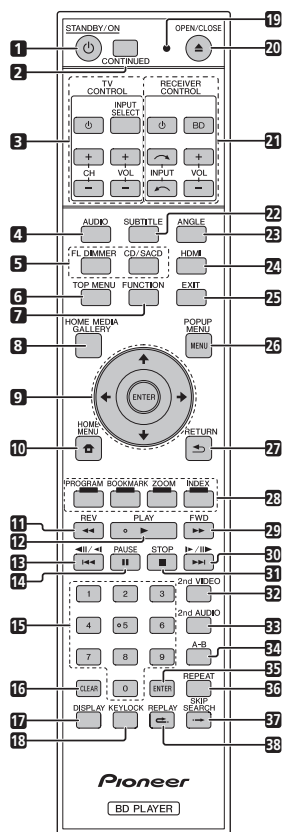 19
STANDBY/ON
OPEN/CLOSE
1
20
2
CONTINUED
TV CONTROL
RECEIVER CONTROL
3
INPUT SELECT
BD
21
+ + + +
CH VOL INPUT VOL
− − −
22
4
AUDIO SUBTITLE ANGLE
23
5
FL DIMMER CD/SACD HDMI
24
6
TOP MENU FUNCTION EXIT
25
7
HOME MEDIA GALLERY
POPUP MENU
8
MENU
26
9
ENTER
HOME MENU
RETURN
10
27
PROGRAM BOOKMARK ZOOM INDEX
28
11
REV PLAY FWD
29
12
13
PAUSE STOP
30
14
31
1 2 3
2nd VIDEO
32
15
4 5 6
2nd AUDIO
33
7 8 9
A-B
34
35
16
CLEAR 0 ENTER
REPEAT
36
17
DISPLAY KEYLOCK REPLAY
SKIP SEARCH
37
18
38
Pioneer
BD PLAYER